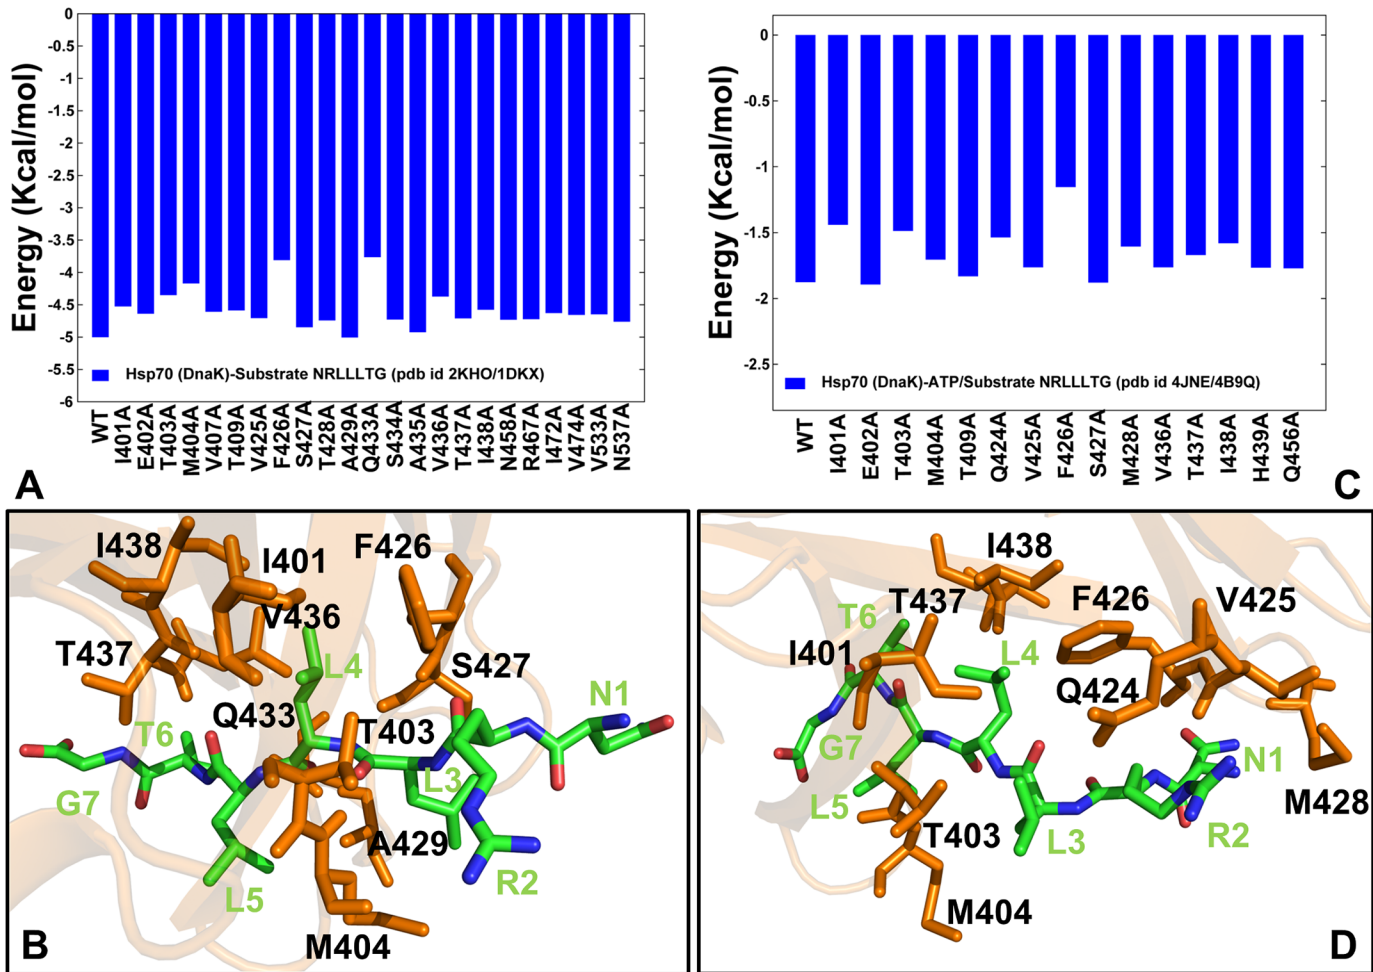 Energy (Kcal/mol)
0
-0.5
-1
-1.5
-2
-2.5
-3
-3.5
-4
-4.5
-5
-5.5
-6
Hsp70 (DnaK)-Substrate NRLLLTG (pdb id 2KHO/1DKX)
WT
I401A
E402A
T403A
M404A
V407A
T409A
V425A
F426A
S427A
T428A
A429A
Q433A
S434A
A435A
V436A
T437A
I438A
N458A
R467A
I472A
V474A
V533A
N537A
A
Energy (Kcal/mol)
0
-0.5
-1
-1.5
-2
-2.5
Hsp70 (DnaK)-ATP/Substrate NRLLLTG (pdb id 4JNE/4B9Q)
WT
I401A
E402A
T403A
M404A
T409A
Q424A
V425A
F426A
S427A
M428A
V436A
T437A
I438A
H439A
Q456A
C
I438
I401
F426
V436
T437
L4
S427
N1
Q433
T403
T6
L3
G7
A429
L5
R2
M404
B
I438
T437
F426
V425
T6
I401
L4
Q424
G7
N1
L5
M428
T403
L3
R2
M404
D